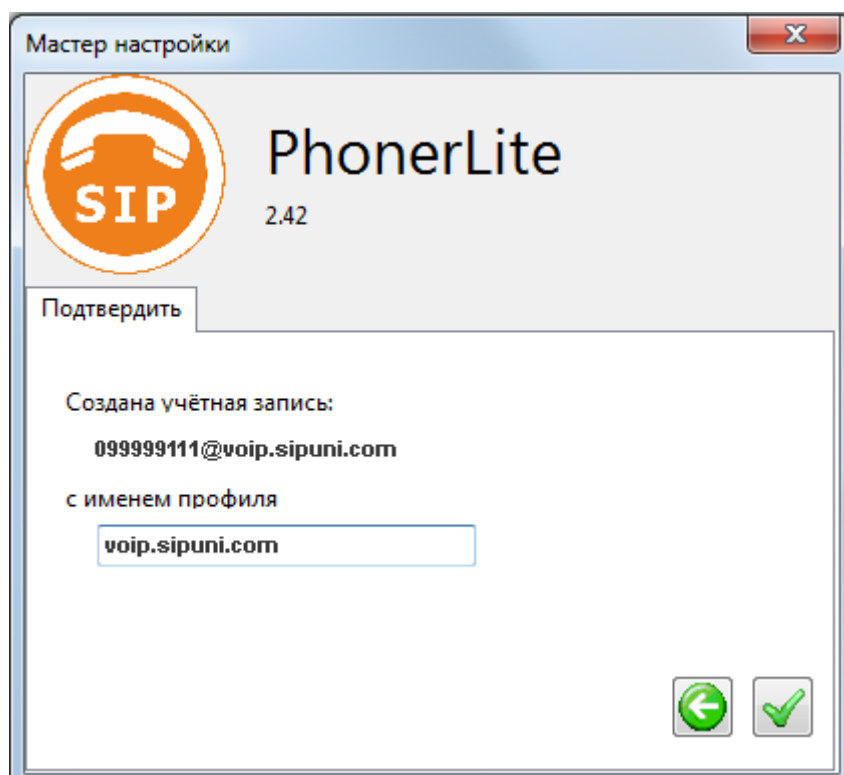 Мастер настройки
SIP
PhonerLite
2.42
Подтвердить
Создана учётная запись:
099999111@voip.sipuni.com
с именем профиля
voip.sipuni.com